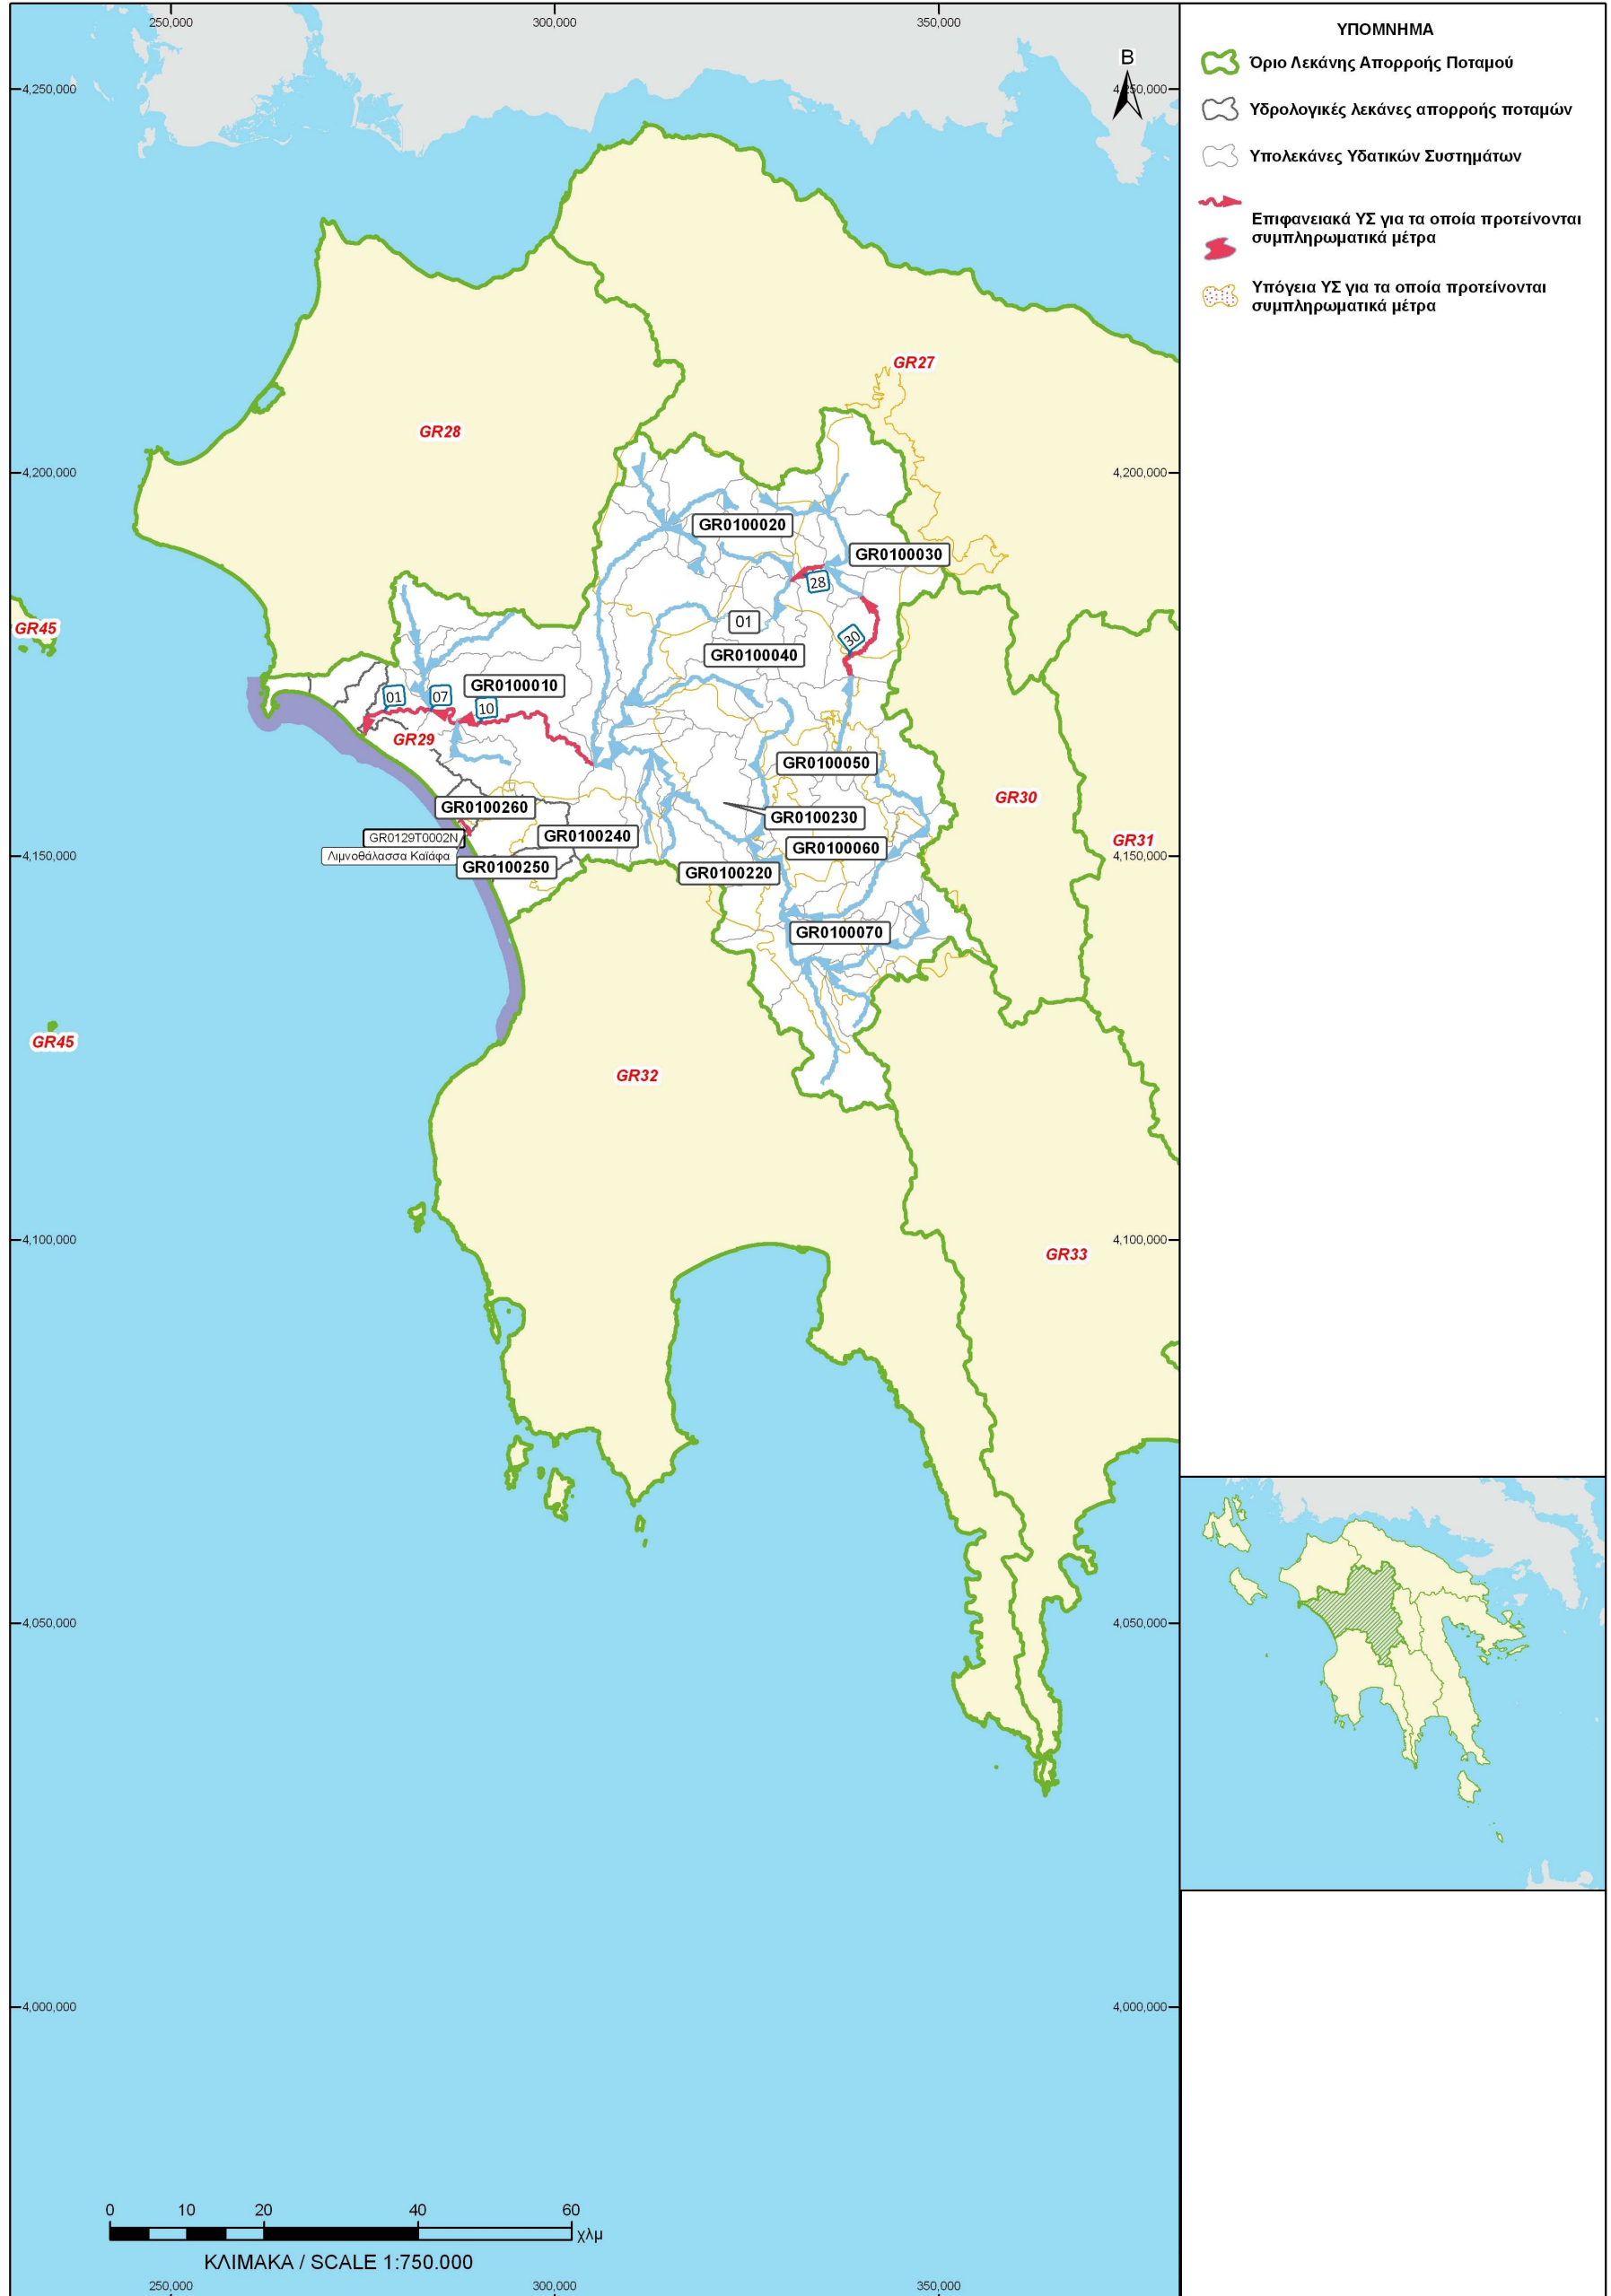 250,000
300,000
350,000
4,250,000
4,250,000
B
ΥΠΟΜΝΗΜΑ
Όριο Λεκάνης Απορροής Ποταμού
Υδρολογικές λεκάνες απορροής ποταμών
Υπολεκάνες Υδατικών Συστημάτων
Επιφανειακά ΥΣ για τα οποία προτείνονται
συμπληρωματικά μέτρα
Υπόγεια ΥΣ για τα οποία προτείνονται
συμπληρωματικά μέτρα
GR27
GR28
4,200,000
4,200,000
GR0100020
GR0100030
28
01
GR45
30
GR0100040
GR0100010
01
07
10
GR29
GR0100050
GR30
GR0100260
GR0100230
GR0129T0002N
GR0100240
GR31
Λιμνοθάλασσα Καϊάφα
GR0100060
4,150,000
4,150,000
GR0100250
GR0100220
GR0100070
GR45
GR32
4,100,000
4,100,000
GR33
4,050,000
4,050,000
4,000,000
4,000,000
0 10 20 40 60
χλμ
ΚΛΙΜΑΚΑ / SCALE 1:750.000
250,000
300,000
350,000